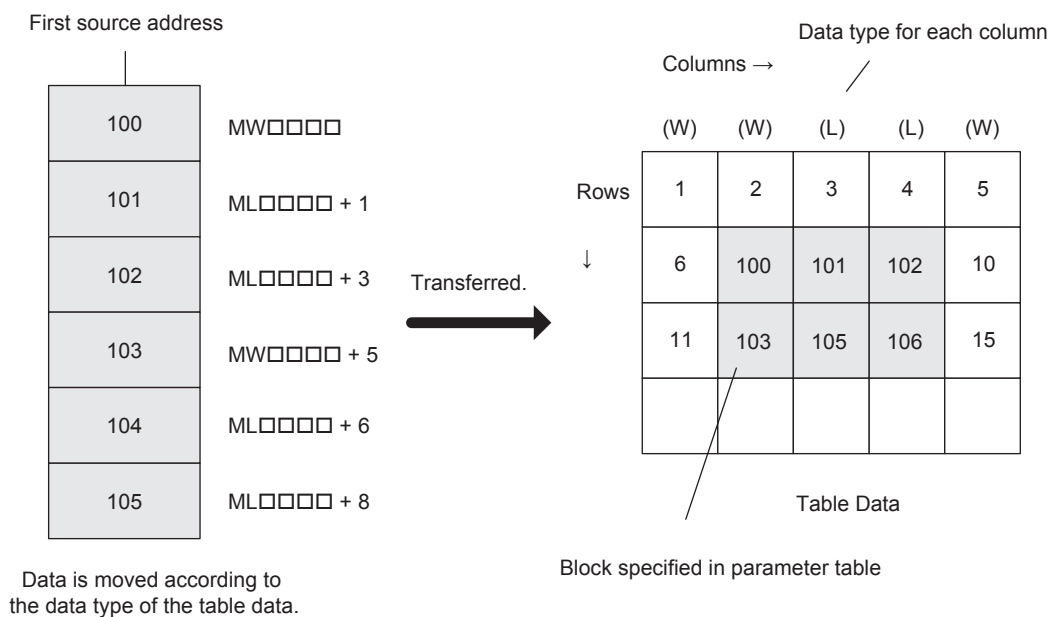 First source address
100 MW□□□□
101 ML□□□□ + 1
102 ML□□□□ + 3
103 MW□□□□ + 5
104 ML□□□□ + 6
105 ML□□□□ + 8
Data is moved according to
the data type of the table data.
Transferred.
Data type for each column
Columns →
(W) (W) (L) (L) (W)
Rows
↓
1 2 3 4 5
6 100 101 102 10
11 103 105 106 15
Table Data
Block specified in parameter table